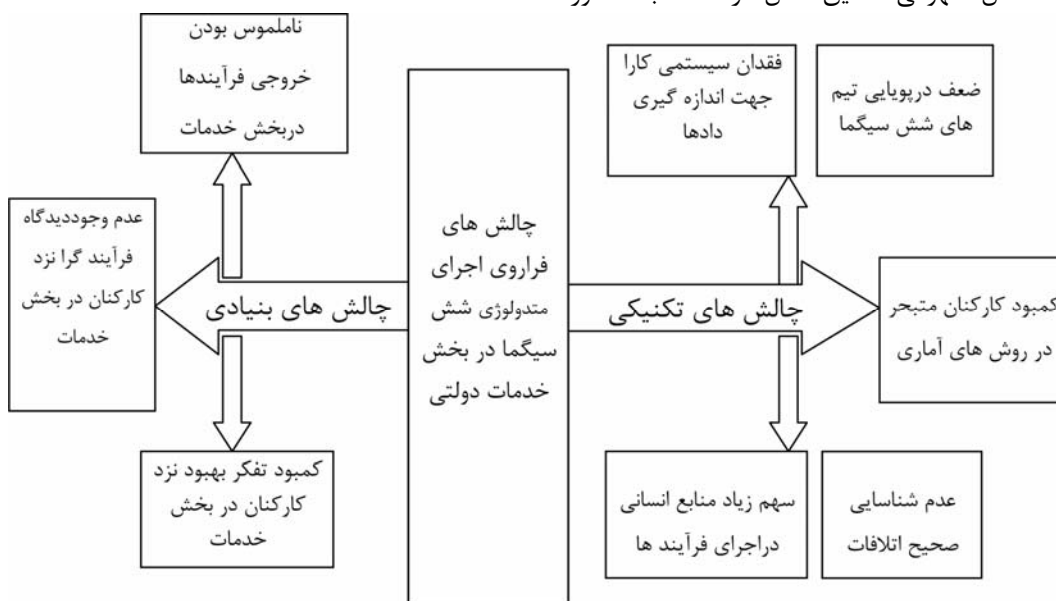 ناملموس بودن
خروجی فرآیندها
دربخش خدمات
عدم وجوددیدگاه
فرآیند گرا نزد
کارکنان در بخش
خدمات
چالش های بنیادی
کمبود تفکر بهبود نزد
کارکنان در بخش
خدمات
چالش های
فراروی اجرای
متدولوژی شش
سیگما در بخش
خدمات دولتی
فقدان سیستمی کارا
جهت اندازه گیری
دادها
ضعف درپویایی تیم
های شش سیگما
چالش های تکنیکی
کمبود کارکنان متبحر
در روش های آماری
سهم زیاد منابع انسانی
دراجرای فرآیند ها
عدم شناسایی
صحیح اتلافات